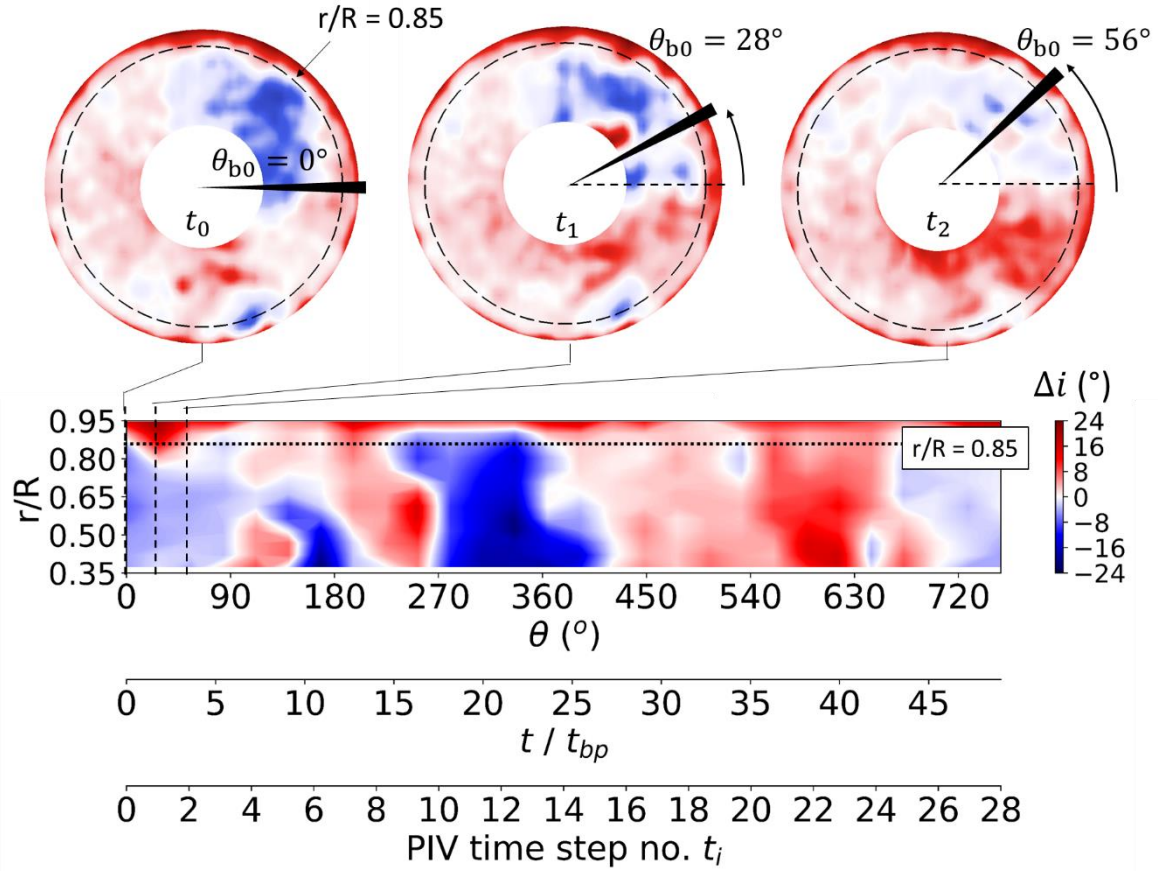 r/R = 0.85
θb0 = 0°
t0
θb0 = 28°
t1
θb0 = 56°
t2
Δi (°)
24
16
8
0
−8
−16
−24
r/R
0.95
0.80
0.65
0.50
0.35
r/R = 0.85
0 90 180 270 360 450 540 630 720
θ (o)
0 5 10 15 20 25 30 35 40 45
t / tbp
0 2 4 6 8 10 12 14 16 18 20 22 24 26 28
PIV time step no. ti